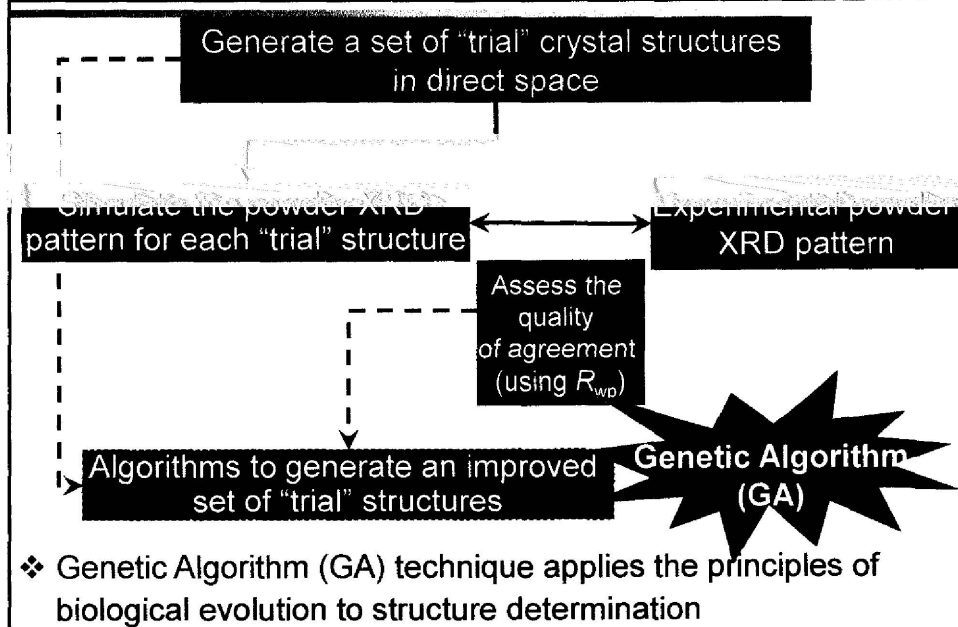 Generate a set of “trial” crystal structures
in direct space
Simulate the powder XRD
pattern for each “trial” structure
Experimental powder
XRD pattern
Assess the
quality
of agreement
(using Rwp)
Algorithms to generate an improved
set of “trial” structures
Genetic Algorithm
(GA)
❖ Genetic Algorithm (GA) technique applies the principles of
biological evolution to structure determination